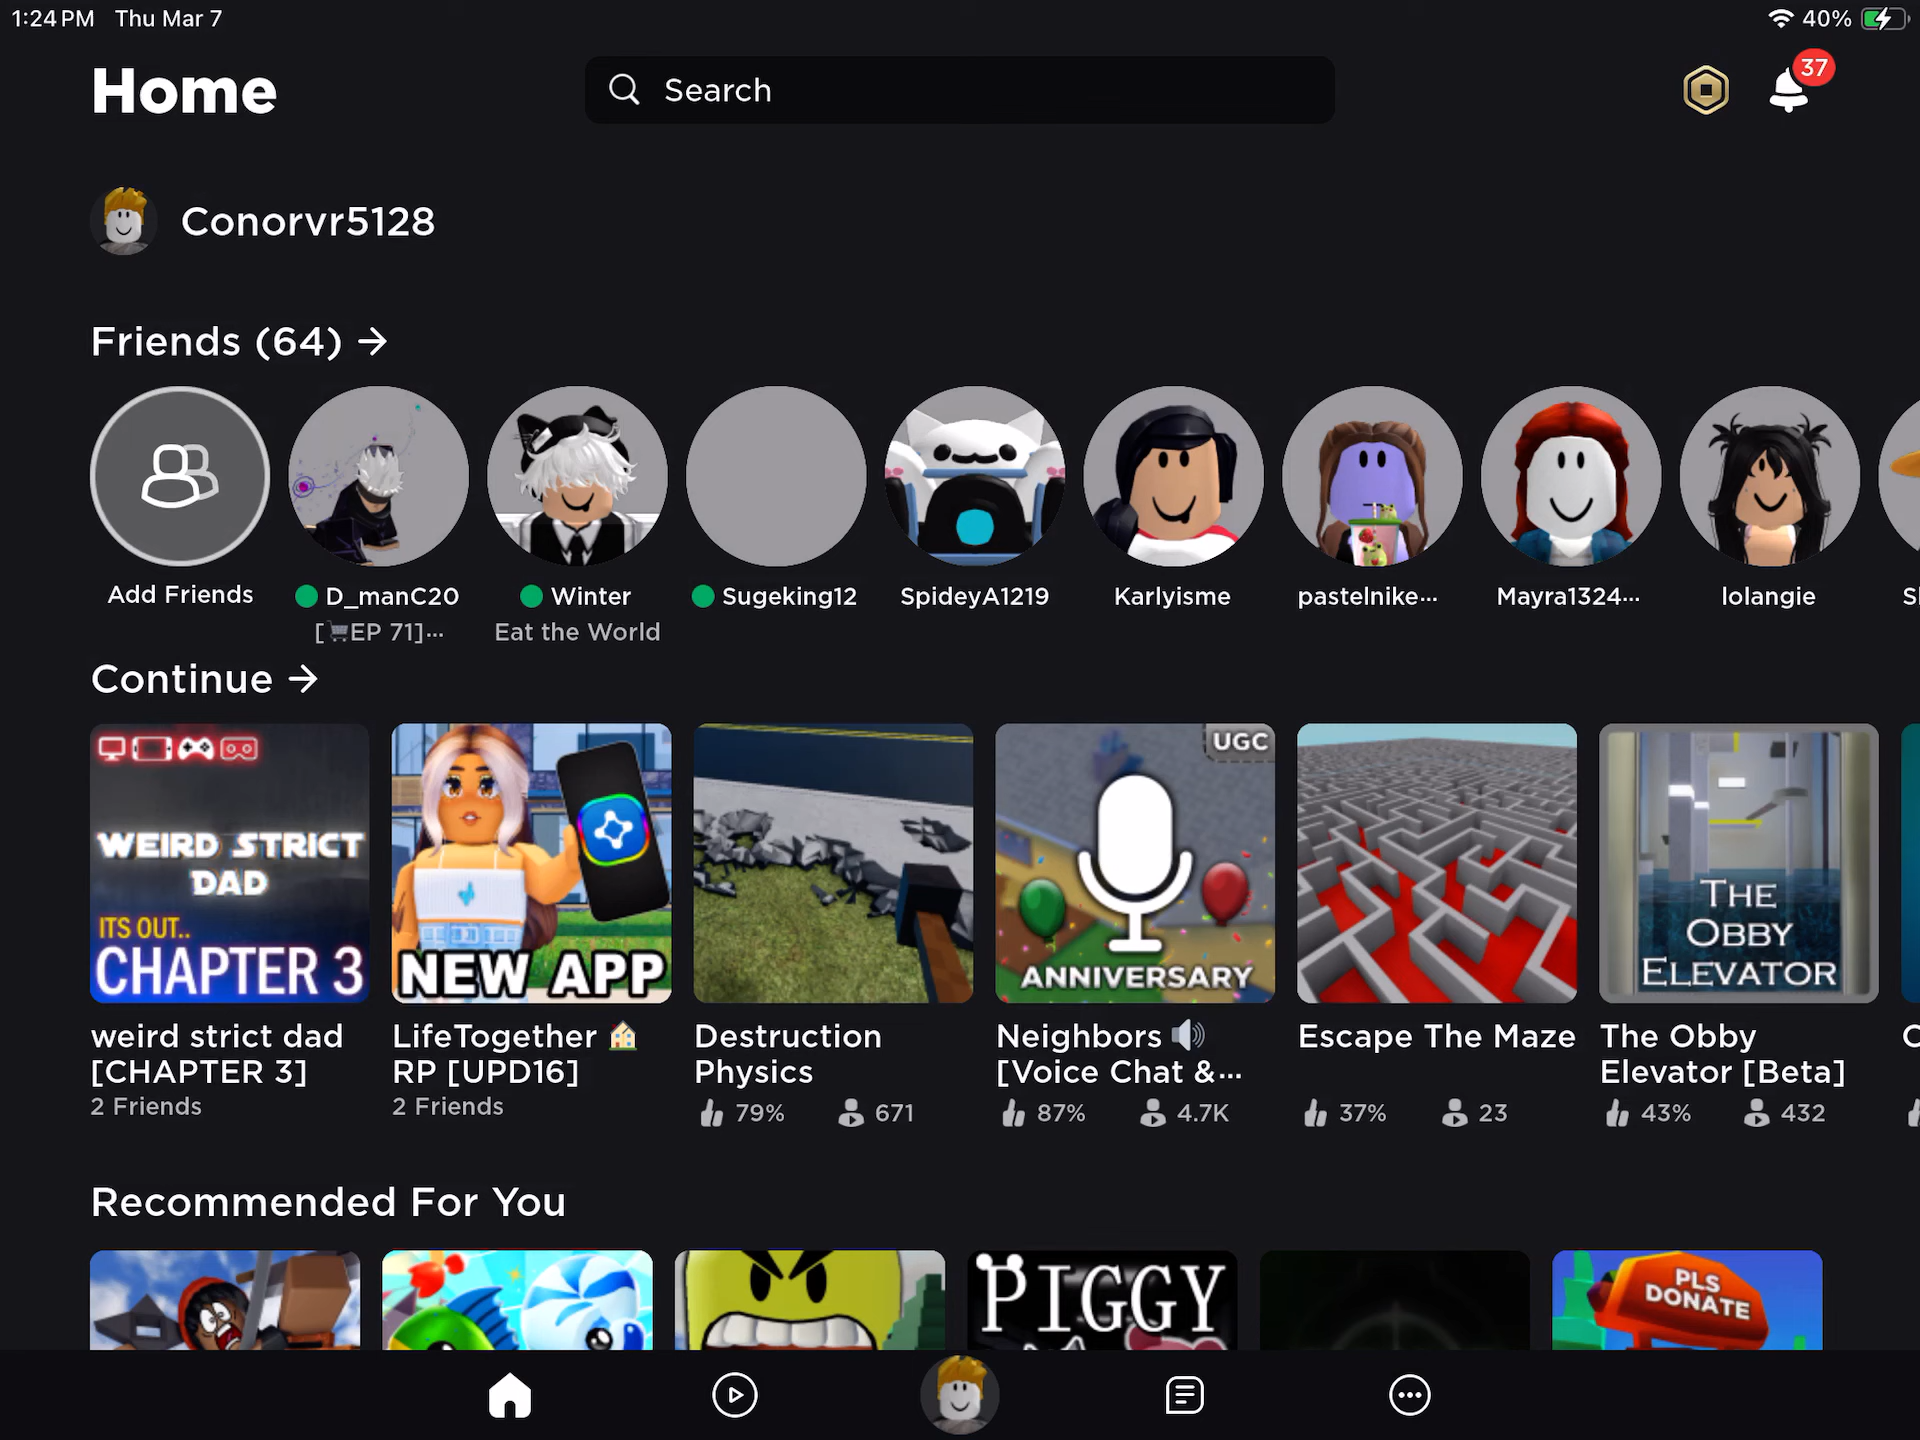 1:24 PM Thu Mar 7
40%
Home
Search
37
Conorvr5128
Friends (64) →
Add Friends
D_manC20
[🛒EP 71]...
Winter
Eat the World
Sugeking12
SpideyA1219
Karlyisme
pastelnike...
Mayra1324...
lolangie
Continue →
WEIRD STRICT
DAD
ITS OUT..
CHAPTER 3
NEW APP
UGC
ANNIVERSARY
THE
OBBY
ELEVATOR
weird strict dad
[CHAPTER 3]
2 Friends
LifeTogether 🏠
RP [UPD16]
2 Friends
Destruction
Physics
79% 671
Neighbors 🔊
[Voice Chat &...
87% 4.7K
Escape The Maze
37% 23
The Obby
Elevator [Beta]
43% 432
Recommended For You
PIGGY
PLS
DONATE